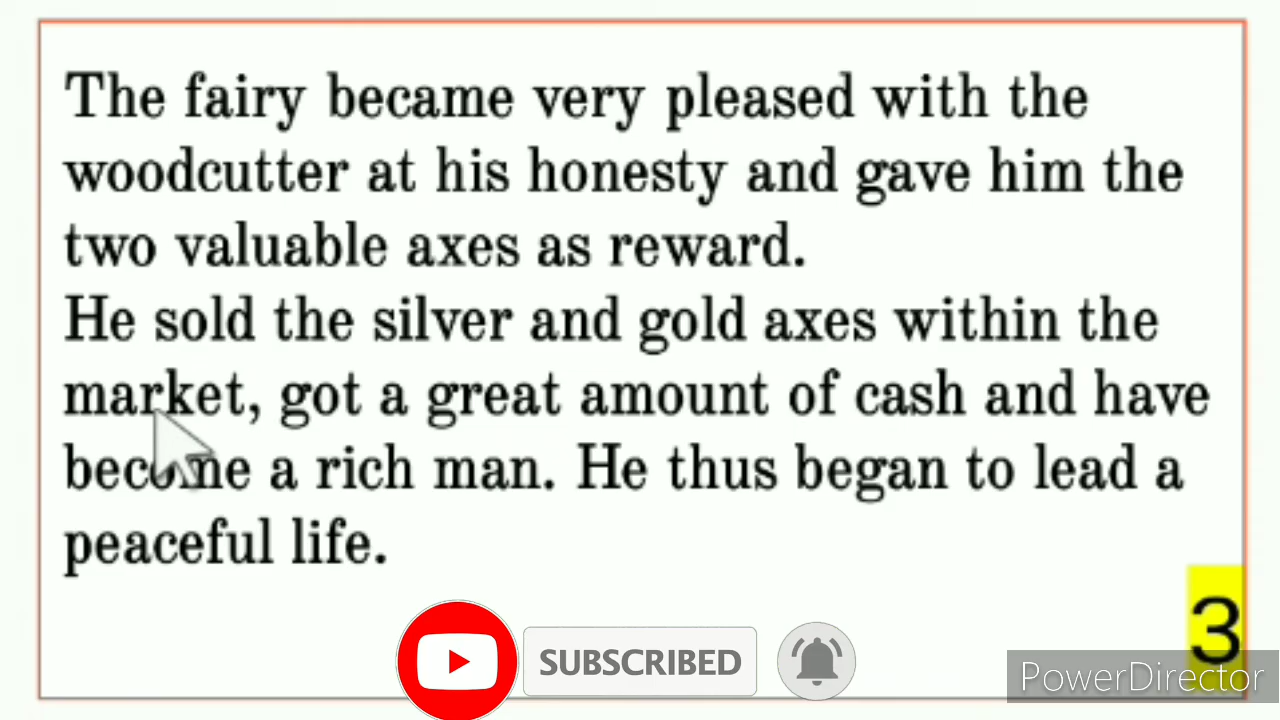 The fairy became very pleased with the
woodcutter at his honesty and gave him the
two valuable axes as reward.
He sold the silver and gold axes within the
market, got a great amount of cash and have
become a rich man. He thus began to lead a
peaceful life.
3
SUBSCRIBED
PowerDirector